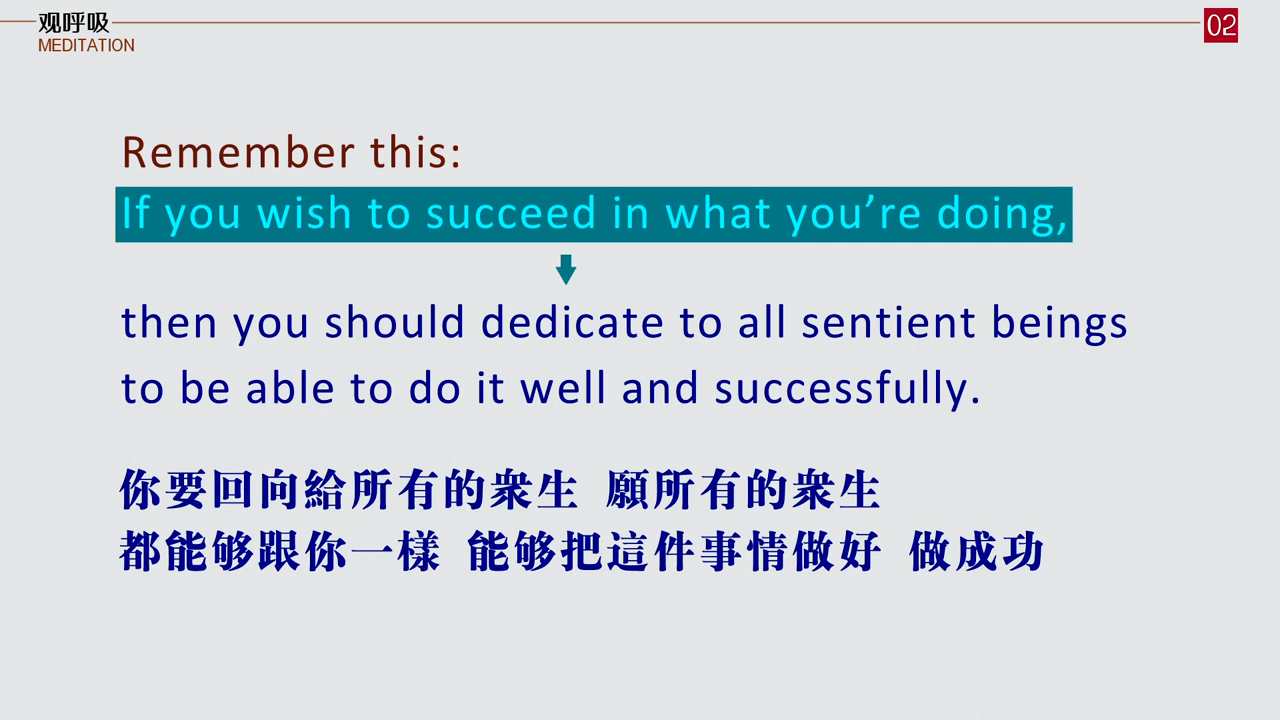 观呼吸
MEDITATION
02
Remember this:
If you wish to succeed in what you’re doing,
then you should dedicate to all sentient beings
to be able to do it well and successfully.
你要回向給所有的衆生 願所有的衆生
都能够跟你一樣 能够把這件事情做好 做成功